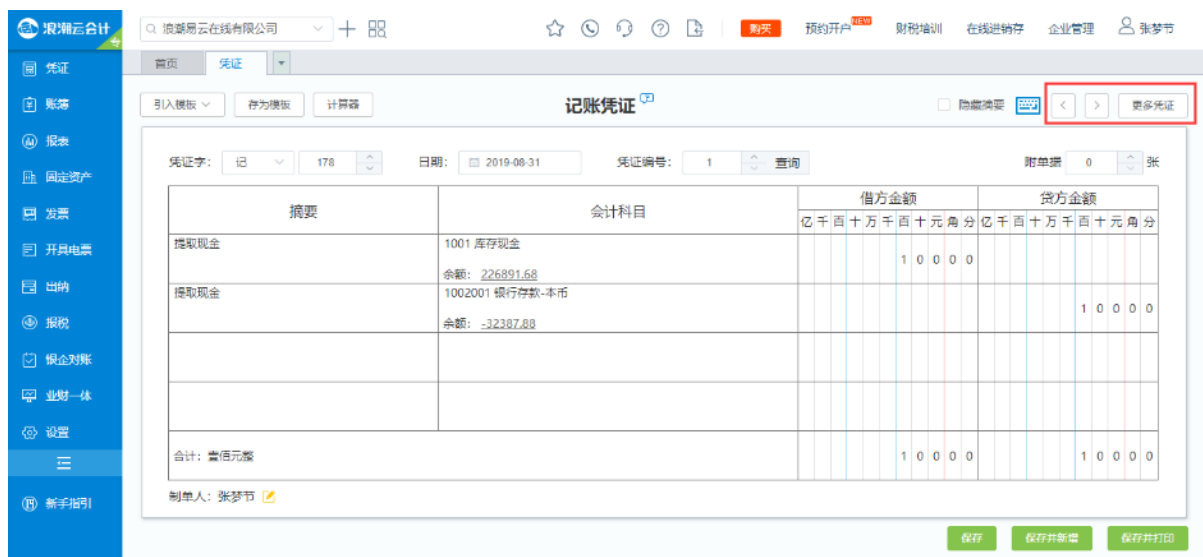 浪潮云会计
浪潮易云在线有限公司
购买
预约开户 NEW
财税培训
在线进销存
企业管理
张梦节
凭证
账簿
报表
固定资产
发票
开具电票
出纳
报税
银企对账
业财一体
设置
新手指引
首页 凭证
引入模板 存为模板 计算器
记账凭证
隐藏摘要 < > 更多凭证
凭证字: 记 178 日期: 2019-08-31 凭证编号: 1 查询 附单据 0 张
摘要 会计科目 借方金额 贷方金额
亿千百十万千百十元角分 亿千百十万千百十元角分
提取现金 1001 库存现金
余额: 226891.68 1 0 0 0 0
提取现金 1002001 银行存款-本币
余额: -32387.88 1 0 0 0 0
合计: 壹佰元整 1 0 0 0 0 1 0 0 0 0
制单人: 张梦节
保存 保存并新增 保存并打印